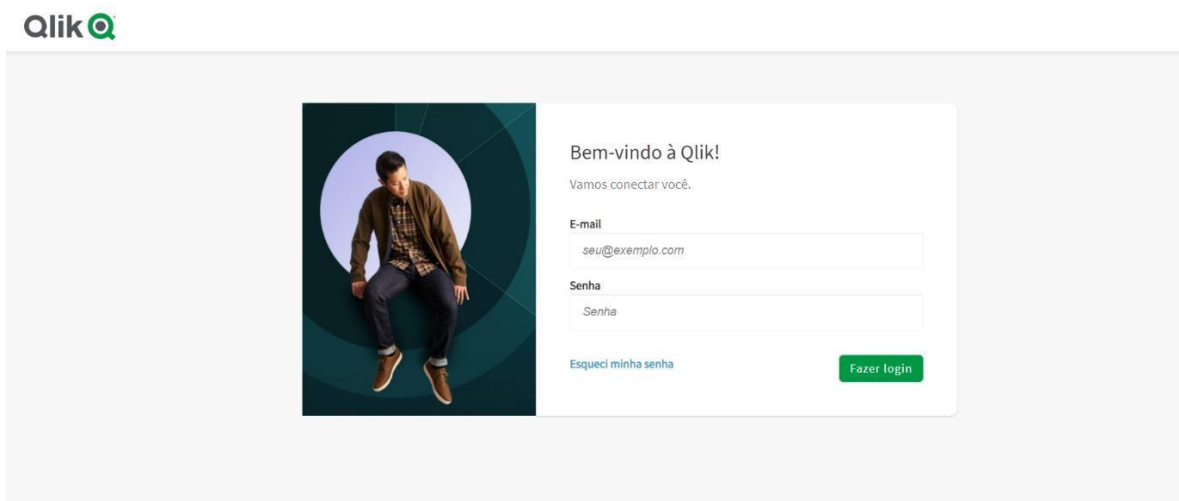 Qlik
Bem-vindo à Qlik!
Vamos conectar você.
E-mail
seu@exemplo.com
Senha
Senha
Esqueci minha senha
Fazer login